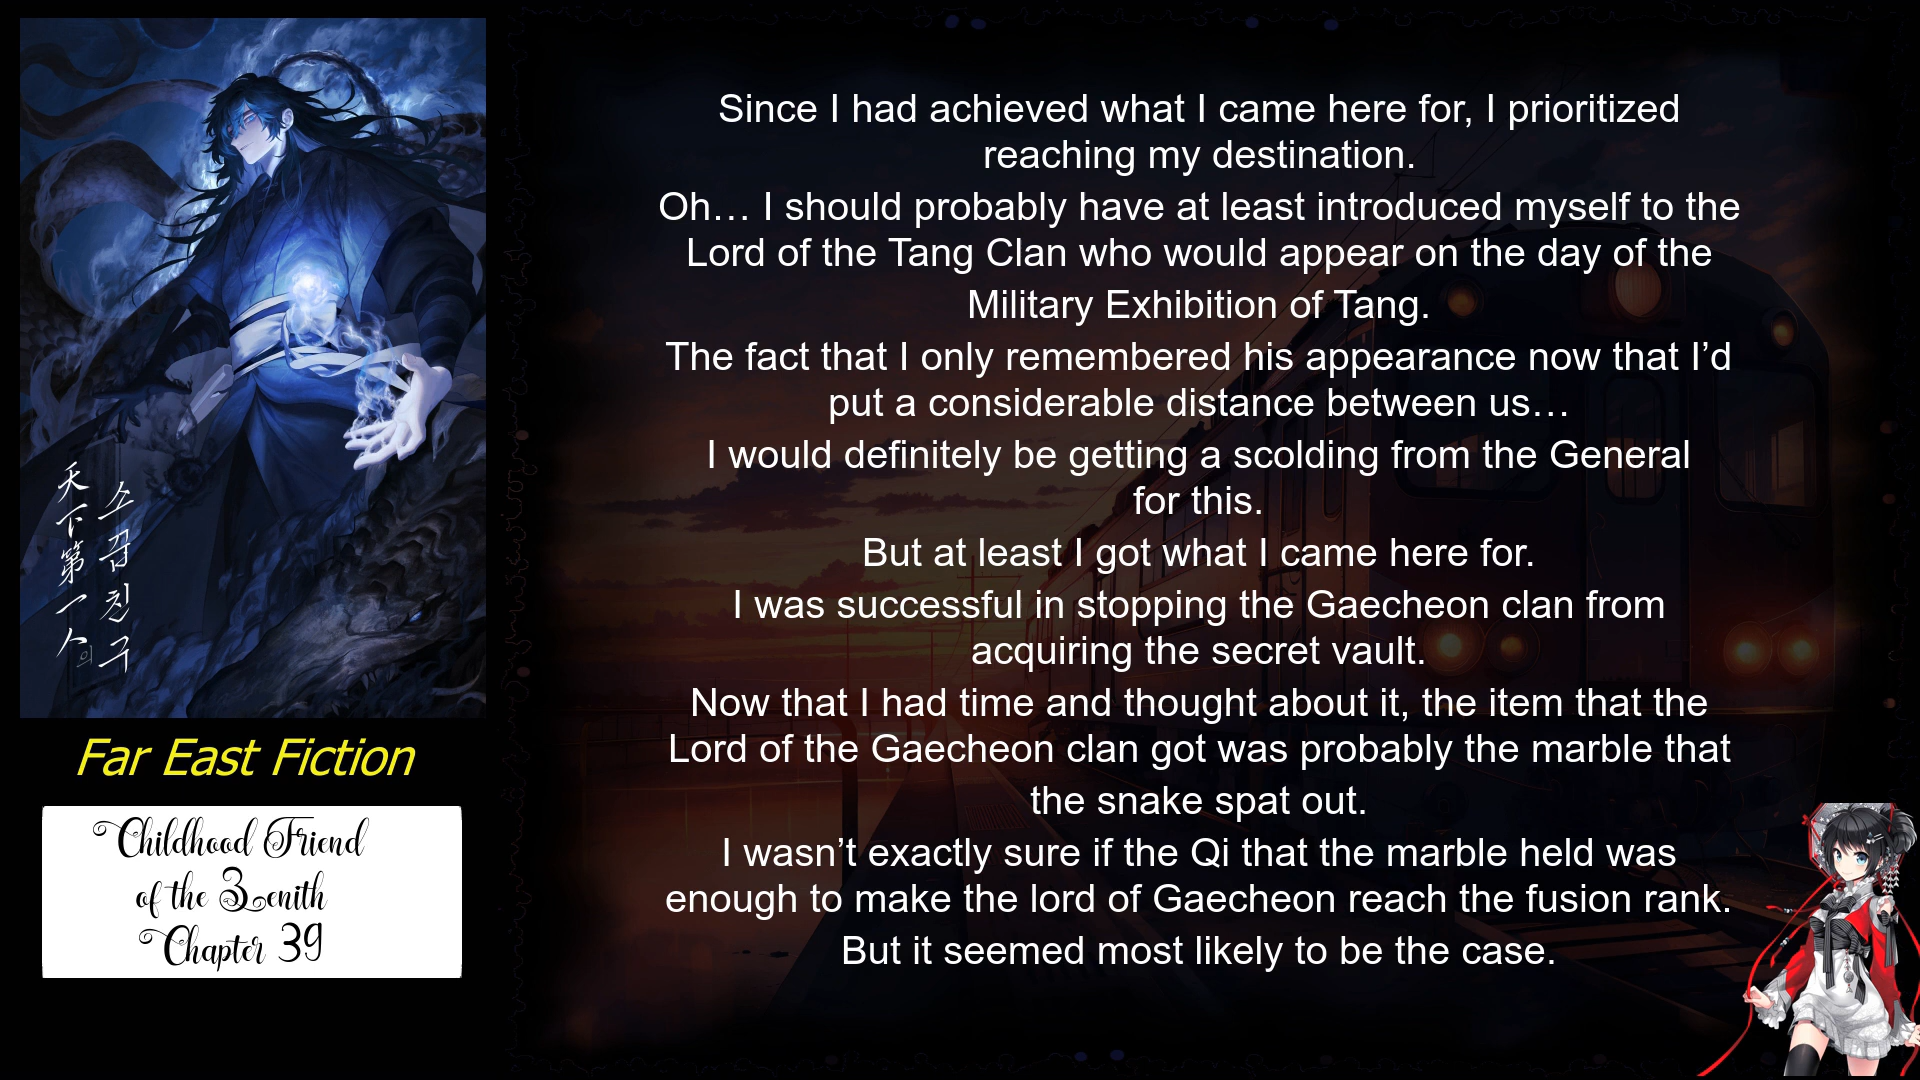 天下第一人의
소꿉친구
Far East Fiction
Childhood Friend
of the Zenith
Chapter 39
Since I had achieved what I came here for, I prioritized
reaching my destination.
Oh… I should probably have at least introduced myself to the
Lord of the Tang Clan who would appear on the day of the
Military Exhibition of Tang.
The fact that I only remembered his appearance now that I’d
put a considerable distance between us…
I would definitely be getting a scolding from the General
for this.
But at least I got what I came here for.
I was successful in stopping the Gaecheon clan from
acquiring the secret vault.
Now that I had time and thought about it, the item that the
Lord of the Gaecheon clan got was probably the marble that
the snake spat out.
I wasn’t exactly sure if the Qi that the marble held was
enough to make the lord of Gaecheon reach the fusion rank.
But it seemed most likely to be the case.